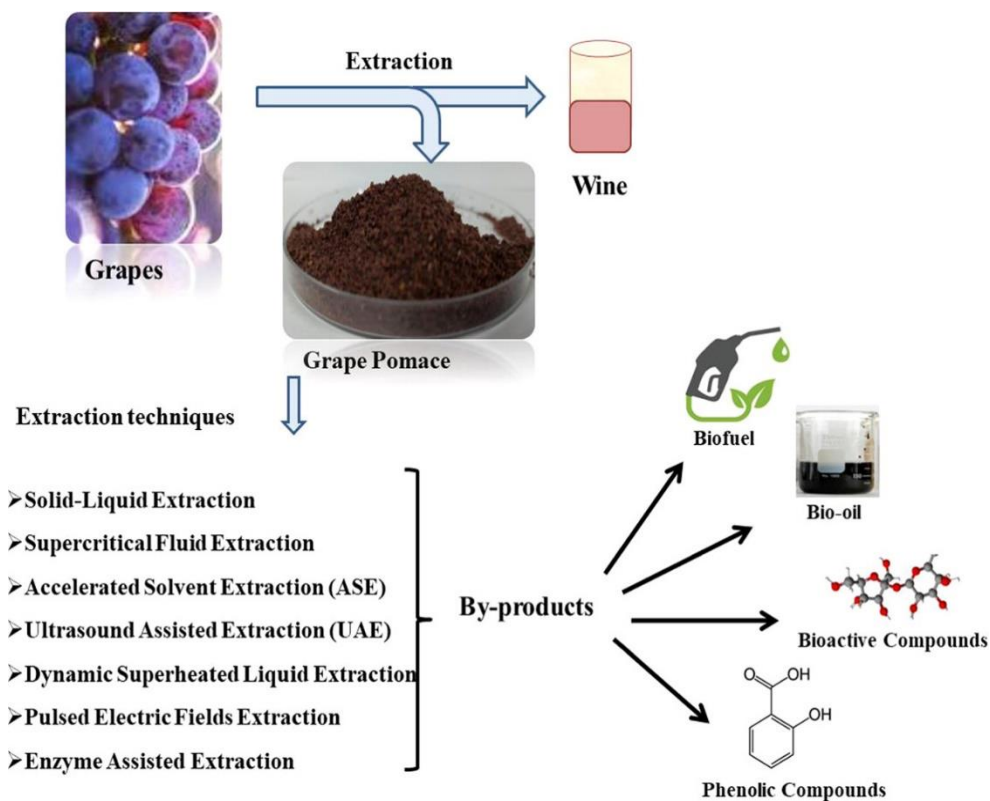 Extraction
Wine
Grapes
Grape Pomace
Extraction techniques
➢Solid-Liquid Extraction
➢Supercritical Fluid Extraction
➢Accelerated Solvent Extraction (ASE)
➢Ultrasound Assisted Extraction (UAE)
➢Dynamic Superheated Liquid Extraction
➢Pulsed Electric Fields Extraction
➢Enzyme Assisted Extraction
By-products
Biofuel
Bio-oil
Bioactive Compounds
O
OH
OH
Phenolic Compounds